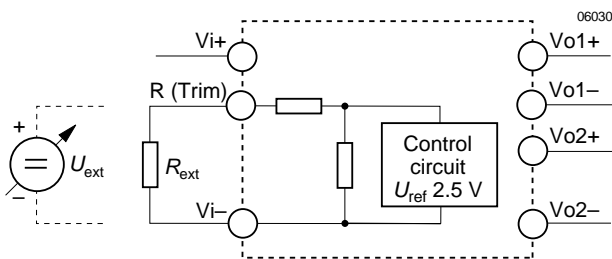 06030
Vi+
Vo1+
R (Trim)
Vo1–
Vo2+
+
=
–
Uext
Rext
Control
circuit
Uref 2.5 V
Vi–
Vo2–